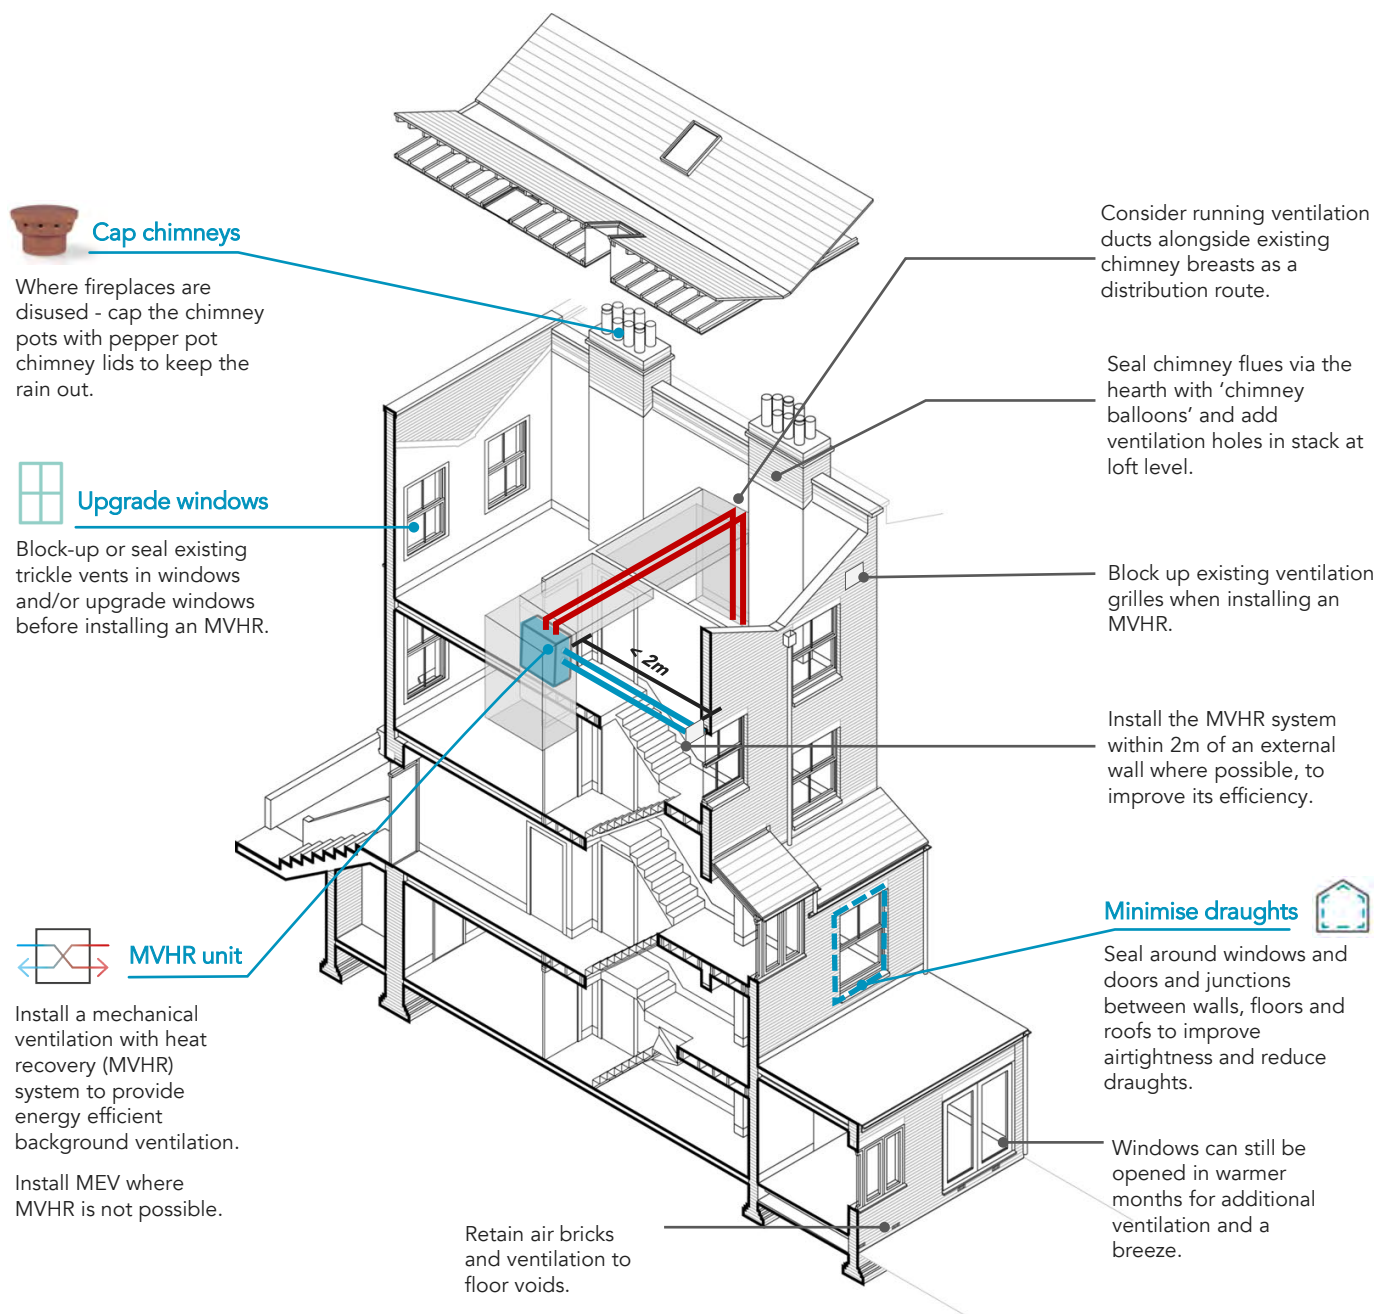 Cap chimneys
Where fireplaces are
disused - cap the chimney
pots with pepper pot
chimney lids to keep the
rain out.
Upgrade windows
Block-up or seal existing
trickle vents in windows
and/or upgrade windows
before installing an MVHR.
MVHR unit
Install a mechanical
ventilation with heat
recovery (MVHR)
system to provide
energy efficient
background ventilation.
Install MEV where
MVHR is not possible.
< 2m
Retain air bricks
and ventilation to
floor voids.
Consider running ventilation
ducts alongside existing
chimney breasts as a
distribution route.
Seal chimney flues via the
hearth with ‘chimney
balloons’ and add
ventilation holes in stack at
loft level.
Block up existing ventilation
grilles when installing an
MVHR.
Install the MVHR system
within 2m of an external
wall where possible, to
improve its efficiency.
Minimise draughts
Seal around windows and
doors and junctions
between walls, floors and
roofs to improve
airtightness and reduce
draughts.
Windows can still be
opened in warmer
months for additional
ventilation and a
breeze.